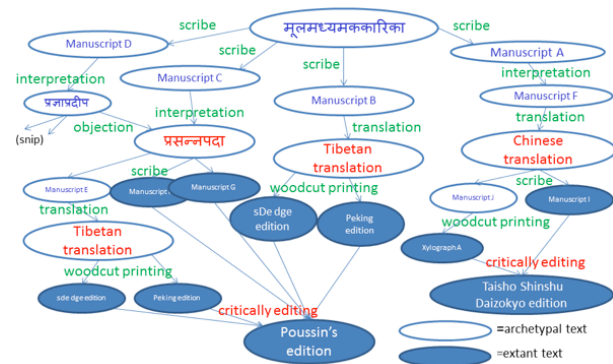 मूलमध्यमककारिका
scribe
scribe
scribe
scribe
Manuscript D
Manuscript C
Manuscript B
Manuscript A
interpretation
interpretation
interpretation
translation
translation
Manuscript F
प्रज्ञाप्रदीप
(snip)
objection
प्रसन्नपदा
Tibetan
translation
Chinese
translation
scribe
scribe
Manuscript E
Manuscript
Manuscript G
Manuscript J
Manuscript I
translation
woodcut printing
woodcut printing
sDe dge
edition
Peking
edition
Tibetan
translation
Xylograph A
woodcut printing
critically editing
critically editing
sde dge edition
Peking edition
Poussin's
edition
Taisho Shinshu
Daizokyo edition
=archetypal text
=extant text